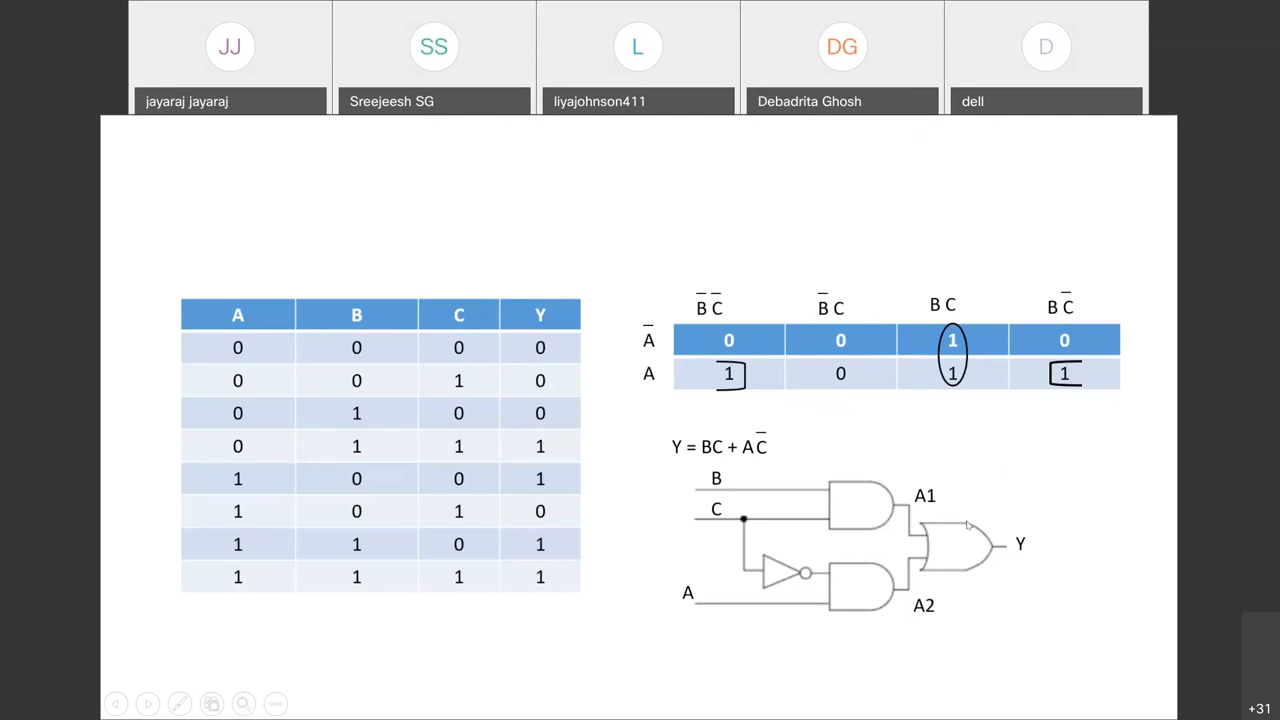 JJ SS L DG D
jayaraj jayaraj Sreejeesh SG liyajohnson411 Debadrita Ghosh dell
A B C Y
0 0 0 0
0 0 1 0
0 1 0 0
0 1 1 1
1 0 0 1
1 0 1 0
1 1 0 1
1 1 1 1
B̅ C̅ B̅ C B C B C̅
A̅ 0 0 1 0
A 1 0 1 1
Y = BC + A C̅
B
C
A1
Y
A
A2
+31